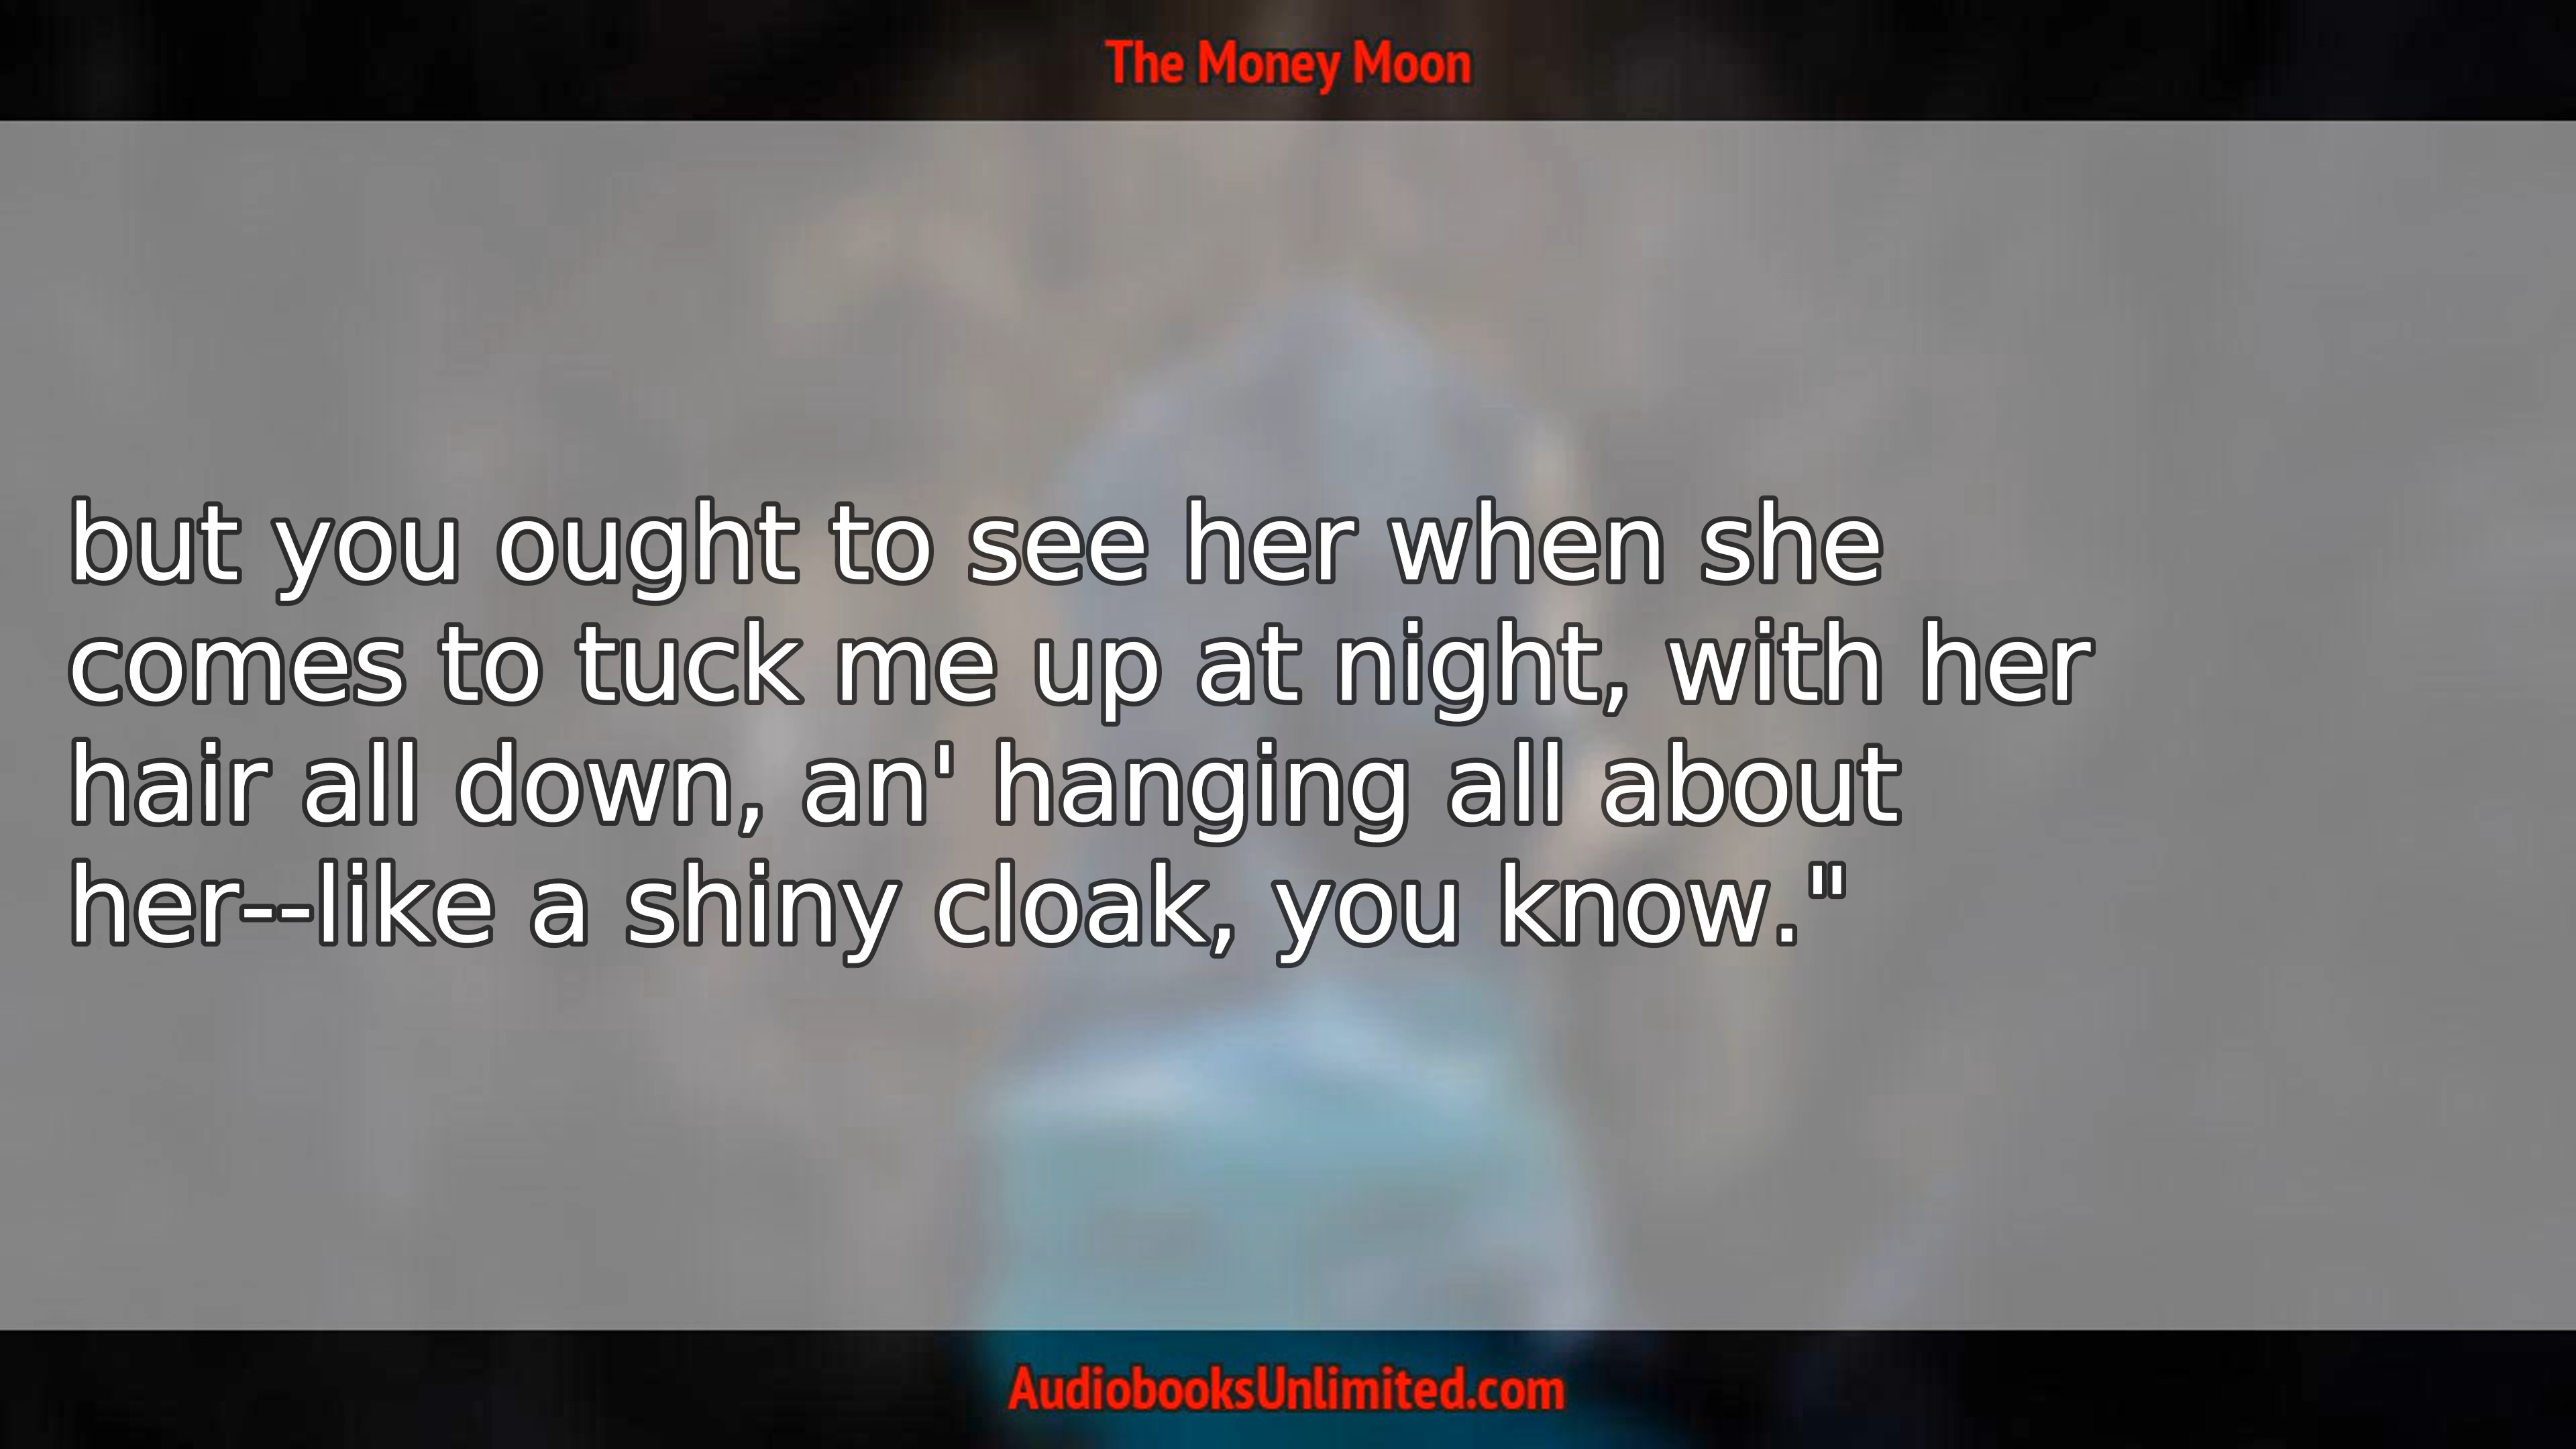 The Money Moon
but you ought to see her when she
comes to tuck me up at night, with her
hair all down, an' hanging all about
her--like a shiny cloak, you know."
AudiobooksUnlimited.com